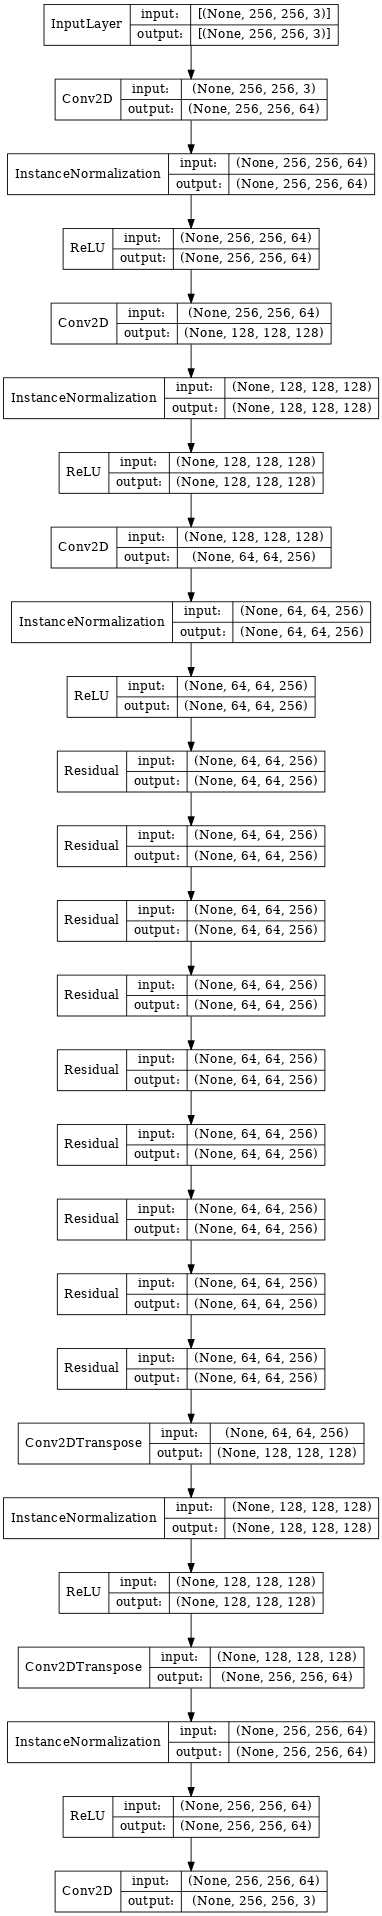 InputLayer input: [(None, 256, 256, 3)]
output: [(None, 256, 256, 3)]
Conv2D input: (None, 256, 256, 3)
output: (None, 256, 256, 64)
InstanceNormalization input: (None, 256, 256, 64)
output: (None, 256, 256, 64)
ReLU input: (None, 256, 256, 64)
output: (None, 256, 256, 64)
Conv2D input: (None, 256, 256, 64)
output: (None, 128, 128, 128)
InstanceNormalization input: (None, 128, 128, 128)
output: (None, 128, 128, 128)
ReLU input: (None, 128, 128, 128)
output: (None, 128, 128, 128)
Conv2D input: (None, 128, 128, 128)
output: (None, 64, 64, 256)
InstanceNormalization input: (None, 64, 64, 256)
output: (None, 64, 64, 256)
ReLU input: (None, 64, 64, 256)
output: (None, 64, 64, 256)
Residual input: (None, 64, 64, 256)
output: (None, 64, 64, 256)
Residual input: (None, 64, 64, 256)
output: (None, 64, 64, 256)
Residual input: (None, 64, 64, 256)
output: (None, 64, 64, 256)
Residual input: (None, 64, 64, 256)
output: (None, 64, 64, 256)
Residual input: (None, 64, 64, 256)
output: (None, 64, 64, 256)
Residual input: (None, 64, 64, 256)
output: (None, 64, 64, 256)
Residual input: (None, 64, 64, 256)
output: (None, 64, 64, 256)
Residual input: (None, 64, 64, 256)
output: (None, 64, 64, 256)
Residual input: (None, 64, 64, 256)
output: (None, 64, 64, 256)
Conv2DTranspose input: (None, 64, 64, 256)
output: (None, 128, 128, 128)
InstanceNormalization input: (None, 128, 128, 128)
output: (None, 128, 128, 128)
ReLU input: (None, 128, 128, 128)
output: (None, 128, 128, 128)
Conv2DTranspose input: (None, 128, 128, 128)
output: (None, 256, 256, 64)
InstanceNormalization input: (None, 256, 256, 64)
output: (None, 256, 256, 64)
ReLU input: (None, 256, 256, 64)
output: (None, 256, 256, 64)
Conv2D input: (None, 256, 256, 64)
output: (None, 256, 256, 3)